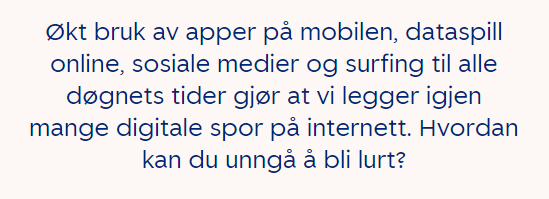 Økt bruk av apper på mobilen, dataspill
online, sosiale medier og surfing til alle
døgnets tider gjør at vi legger igjen
mange digitale spor på internett. Hvordan
kan du unngå å bli lurt?